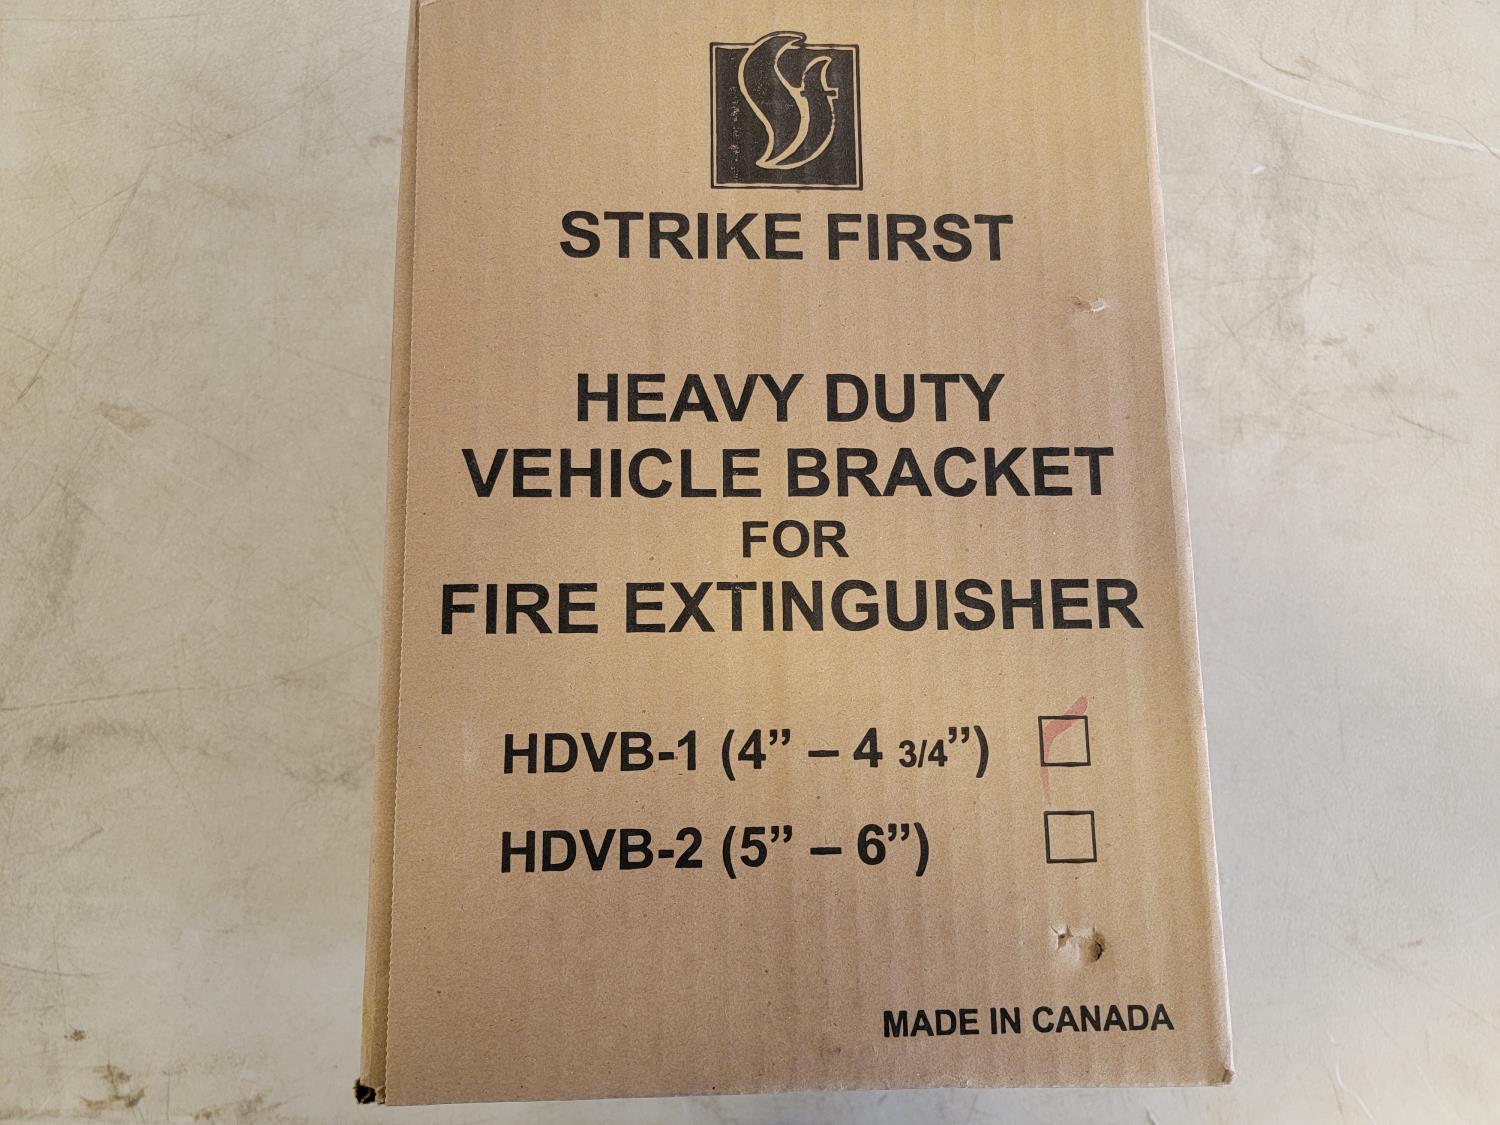 Sf
STRIKE FIRST
HEAVY DUTY
VEHICLE BRACKET
FOR
FIRE EXTINGUISHER
HDVB-1 (4” – 4 3/4”)
HDVB-2 (5” – 6”)
MADE IN CANADA